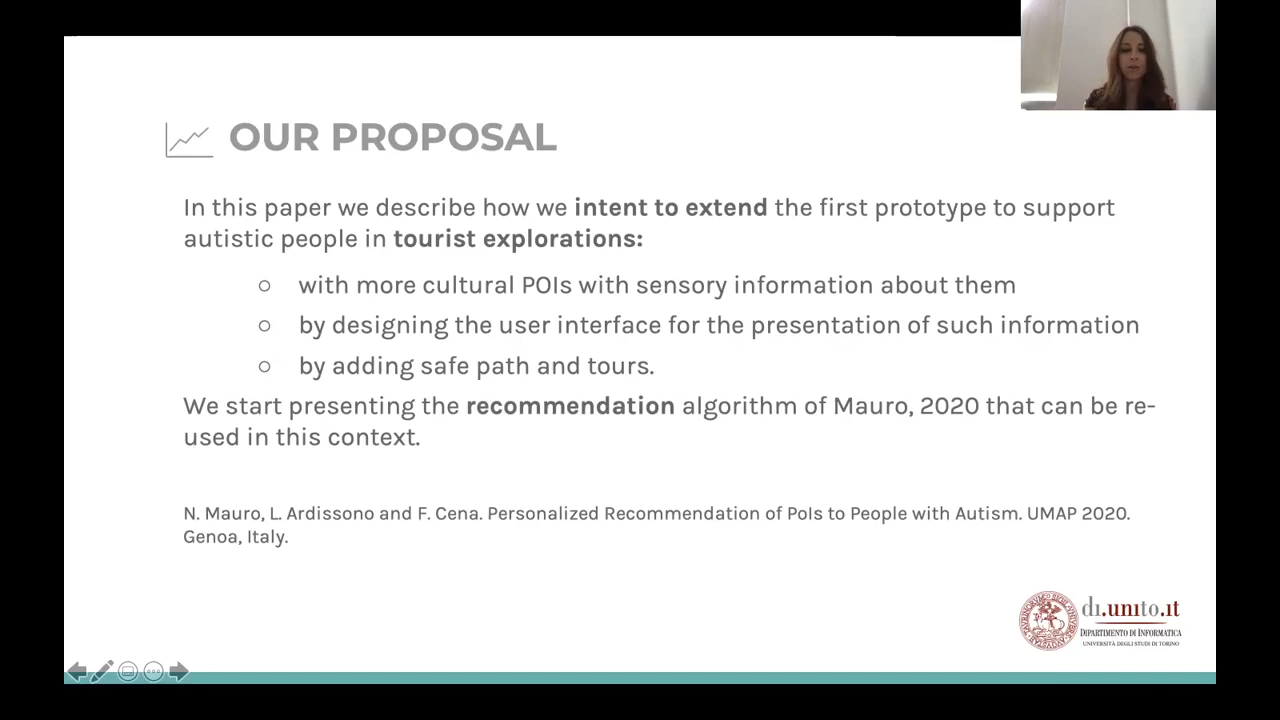 OUR PROPOSAL
In this paper we describe how we intent to extend the first prototype to support
autistic people in tourist explorations:
○ with more cultural POIs with sensory information about them
○ by designing the user interface for the presentation of such information
○ by adding safe path and tours.
We start presenting the recommendation algorithm of Mauro, 2020 that can be re-
used in this context.
N. Mauro, L. Ardissono and F. Cena. Personalized Recommendation of PoIs to People with Autism. UMAP 2020.
Genoa, Italy.
di.unito.it
DIPARTIMENTO DI INFORMATICA
UNIVERSITÀ DEGLI STUDI DI TORINO